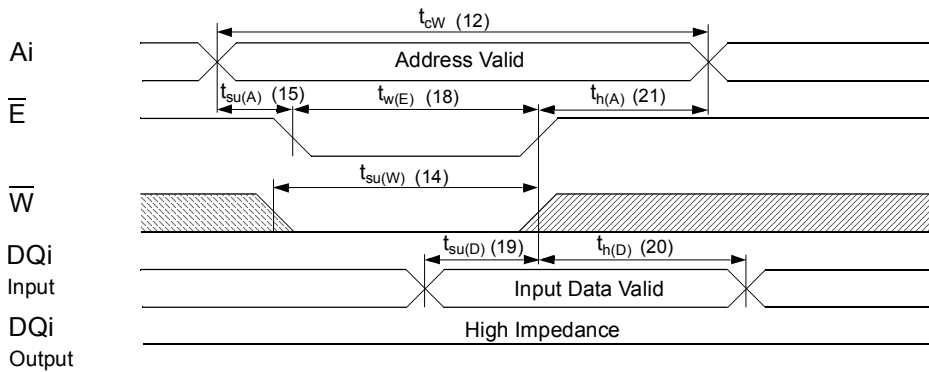 t_cW (12)
Ai
Address Valid
t_su(A) (15)
t_w(E) (18)
t_h(A) (21)
E̅
t_su(W) (14)
W̅
DQi
t_su(D) (19)
t_h(D) (20)
Input
Input Data Valid
DQi
High Impedance
Output